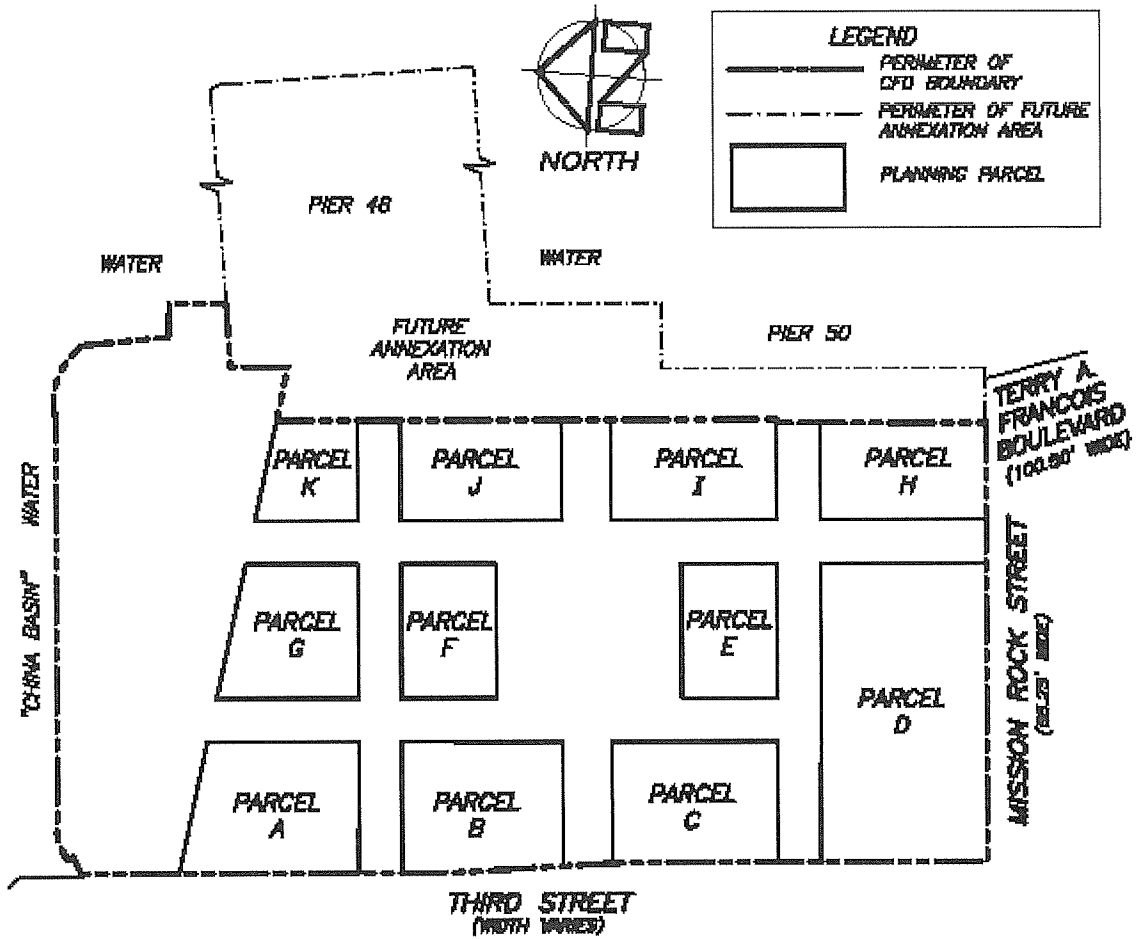 LEGEND
PERIMETER OF
CFD BOUNDARY
PERIMETER OF FUTURE
ANNEXATION AREA
PLANNING PARCEL
NORTH
PIER 48
WATER
WATER
FUTURE
ANNEXATION
AREA
PIER 50
TERRY A.
FRANCOIS
BOULEVARD
WATER
"CHINA BASIN"
PARCEL
K
PARCEL
J
PARCEL
I
PARCEL
H
PARCEL
G
PARCEL
F
PARCEL
E
PARCEL
D
MISSION ROCK STREET
PARCEL
A
PARCEL
B
PARCEL
C
THIRD STREET
(WIDTH VARIES)